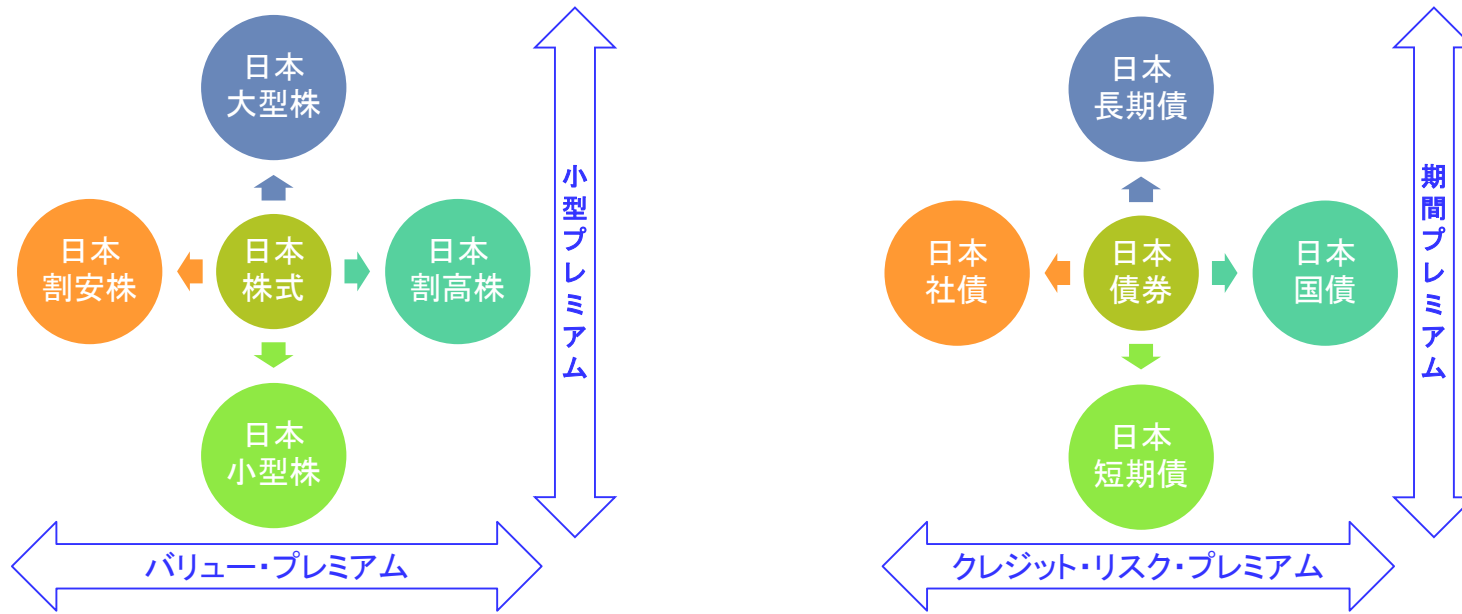 日本
大型株
日本
割安株
日本
株式
日本
割高株
日本
小型株
小型プレミアム
バリュー・プレミアム
日本
長期債
日本
社債
日本
債券
日本
国債
日本
短期債
期間プレミアム
クレジット・リスク・プレミアム